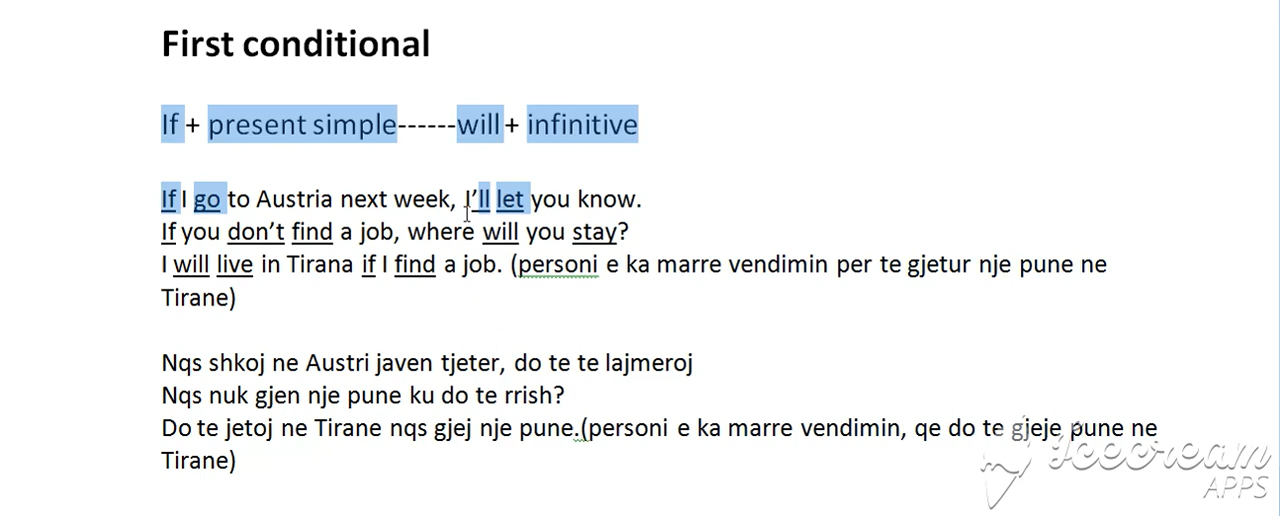 First conditional
If + present simple------will + infinitive
If I go to Austria next week, I’ll let you know.
If you don’t find a job, where will you stay?
I will live in Tirana if I find a job. (personi e ka marre vendimin per te gjetur nje pune ne
Tirane)
Nqs shkoj ne Austri javen tjeter, do te te lajmeroj
Nqs nuk gjen nje pune ku do te rrish?
Do te jetoj ne Tirane nqs gjej nje pune.(personi e ka marre vendimin, qe do te gjeje pune ne
Tirane)
Icecream
APPS